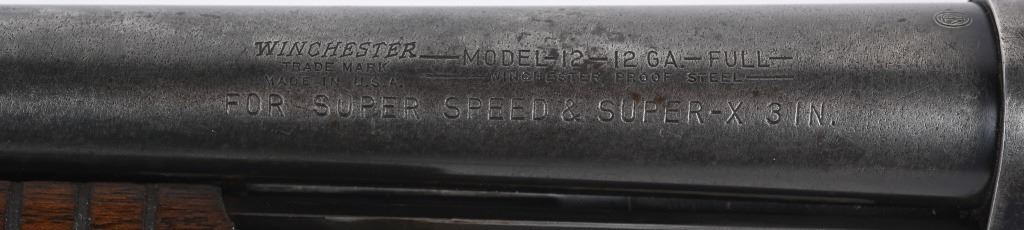 WINCHESTER—MODEL-12—12 GA—FULL—
TRADE MARK
MADE IN U.S.A. —WINCHESTER PROOF STEEL—
FOR SUPER SPEED & SUPER-X 3 IN.